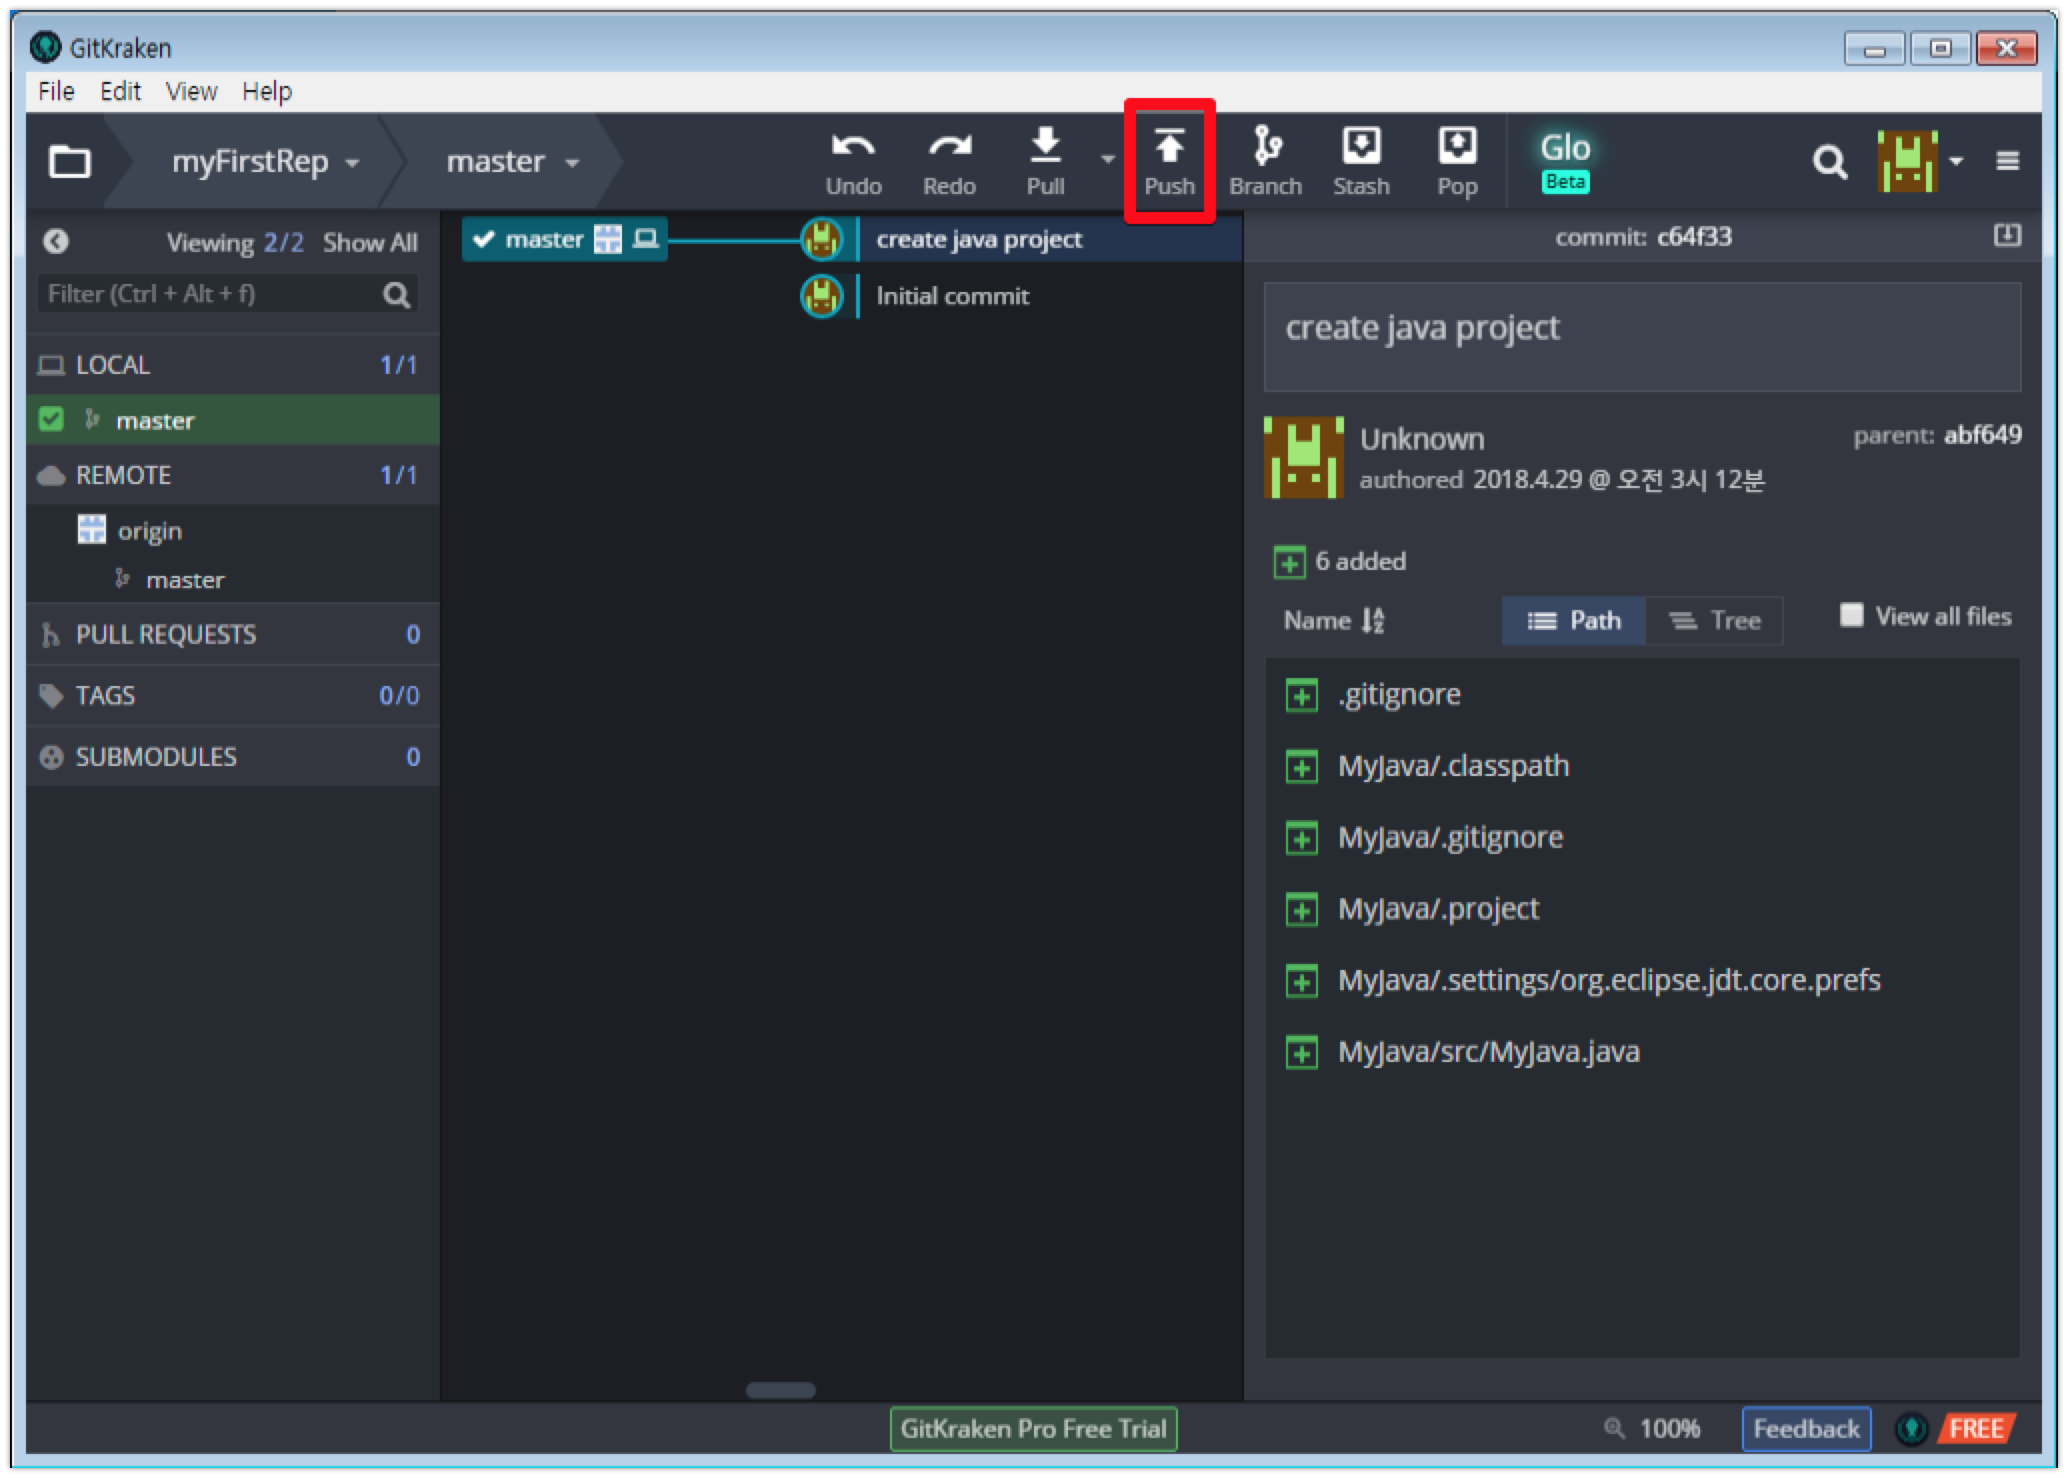 GitKraken
File Edit View Help
myFirstRep master Undo Redo Pull Push Branch Stash Pop Glo Beta
Viewing 2/2 Show All
Filter (Ctrl + Alt + f)
LOCAL 1/1
master
REMOTE 1/1
origin
master
PULL REQUESTS 0
TAGS 0/0
SUBMODULES 0
master create java project
Initial commit
commit: c64f33
create java project
Unknown
parent: abf649
authored 2018.4.29 @ 오전 3시 12분
6 added
Name Path Tree View all files
.gitignore
MyJava/.classpath
MyJava/.gitignore
MyJava/.project
MyJava/.settings/org.eclipse.jdt.core.prefs
MyJava/src/MyJava.java
GitKraken Pro Free Trial 100% Feedback FREE